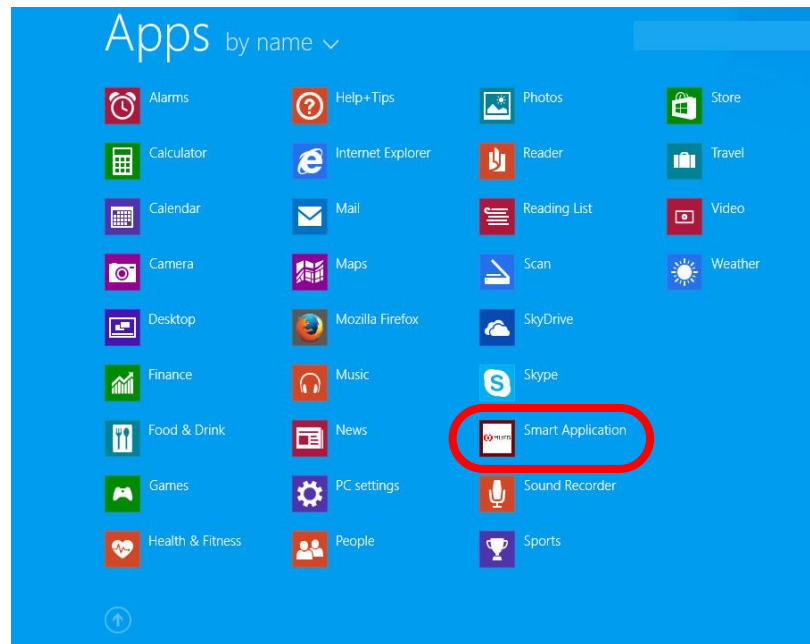 Apps by name
Alarms
Calculator
Calendar
Camera
Desktop
Finance
Food & Drink
Games
Health & Fitness
Help+Tips
Internet Explorer
Mail
Maps
Mozilla Firefox
Music
News
PC settings
People
Photos
Reader
Reading List
Scan
SkyDrive
Skype
Smart Application
Sound Recorder
Sports
Store
Travel
Video
Weather